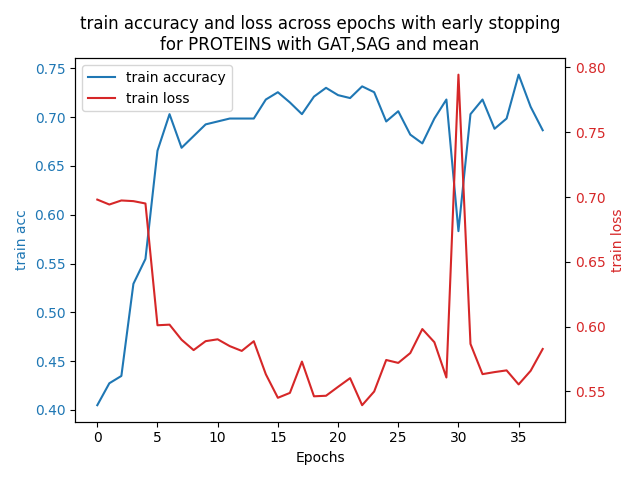 train accuracy and loss across epochs with early stopping
for PROTEINS with GAT,SAG and mean
train accuracy
train loss
0.75
0.70
0.65
0.60
0.55
0.50
0.45
0.40
train acc
0.80
0.75
0.70
0.65
0.60
0.55
train loss
0 5 10 15 20 25 30 35
Epochs